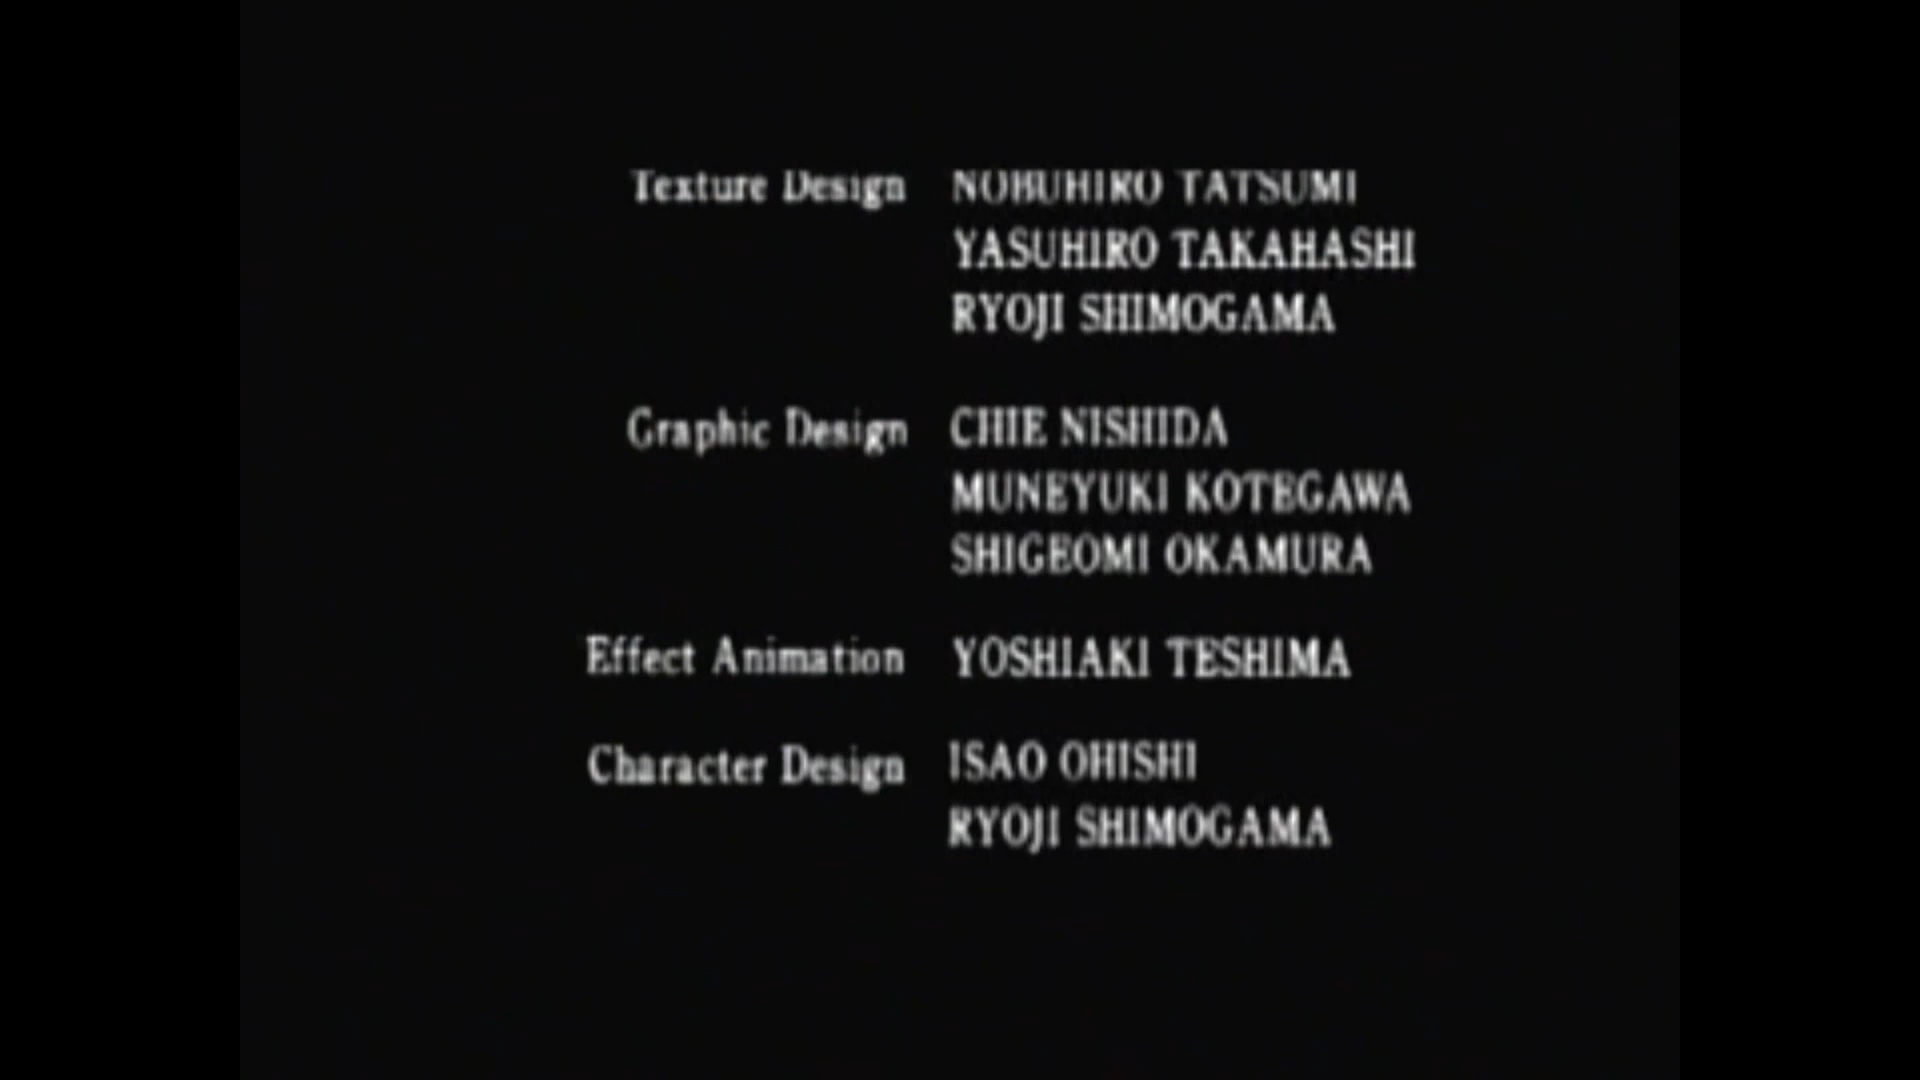 Texture Design NOBUHIRO TATSUMI
YASUHIRO TAKAHASHI
RYOJI SHIMOGAMA
Graphic Design CHIE NISHIDA
MUNEYUKI KOTEGAWA
SHIGEOMI OKAMURA
Effect Animation YOSHIAKI TESHIMA
Character Design ISAO OHISHI
RYOJI SHIMOGAMA